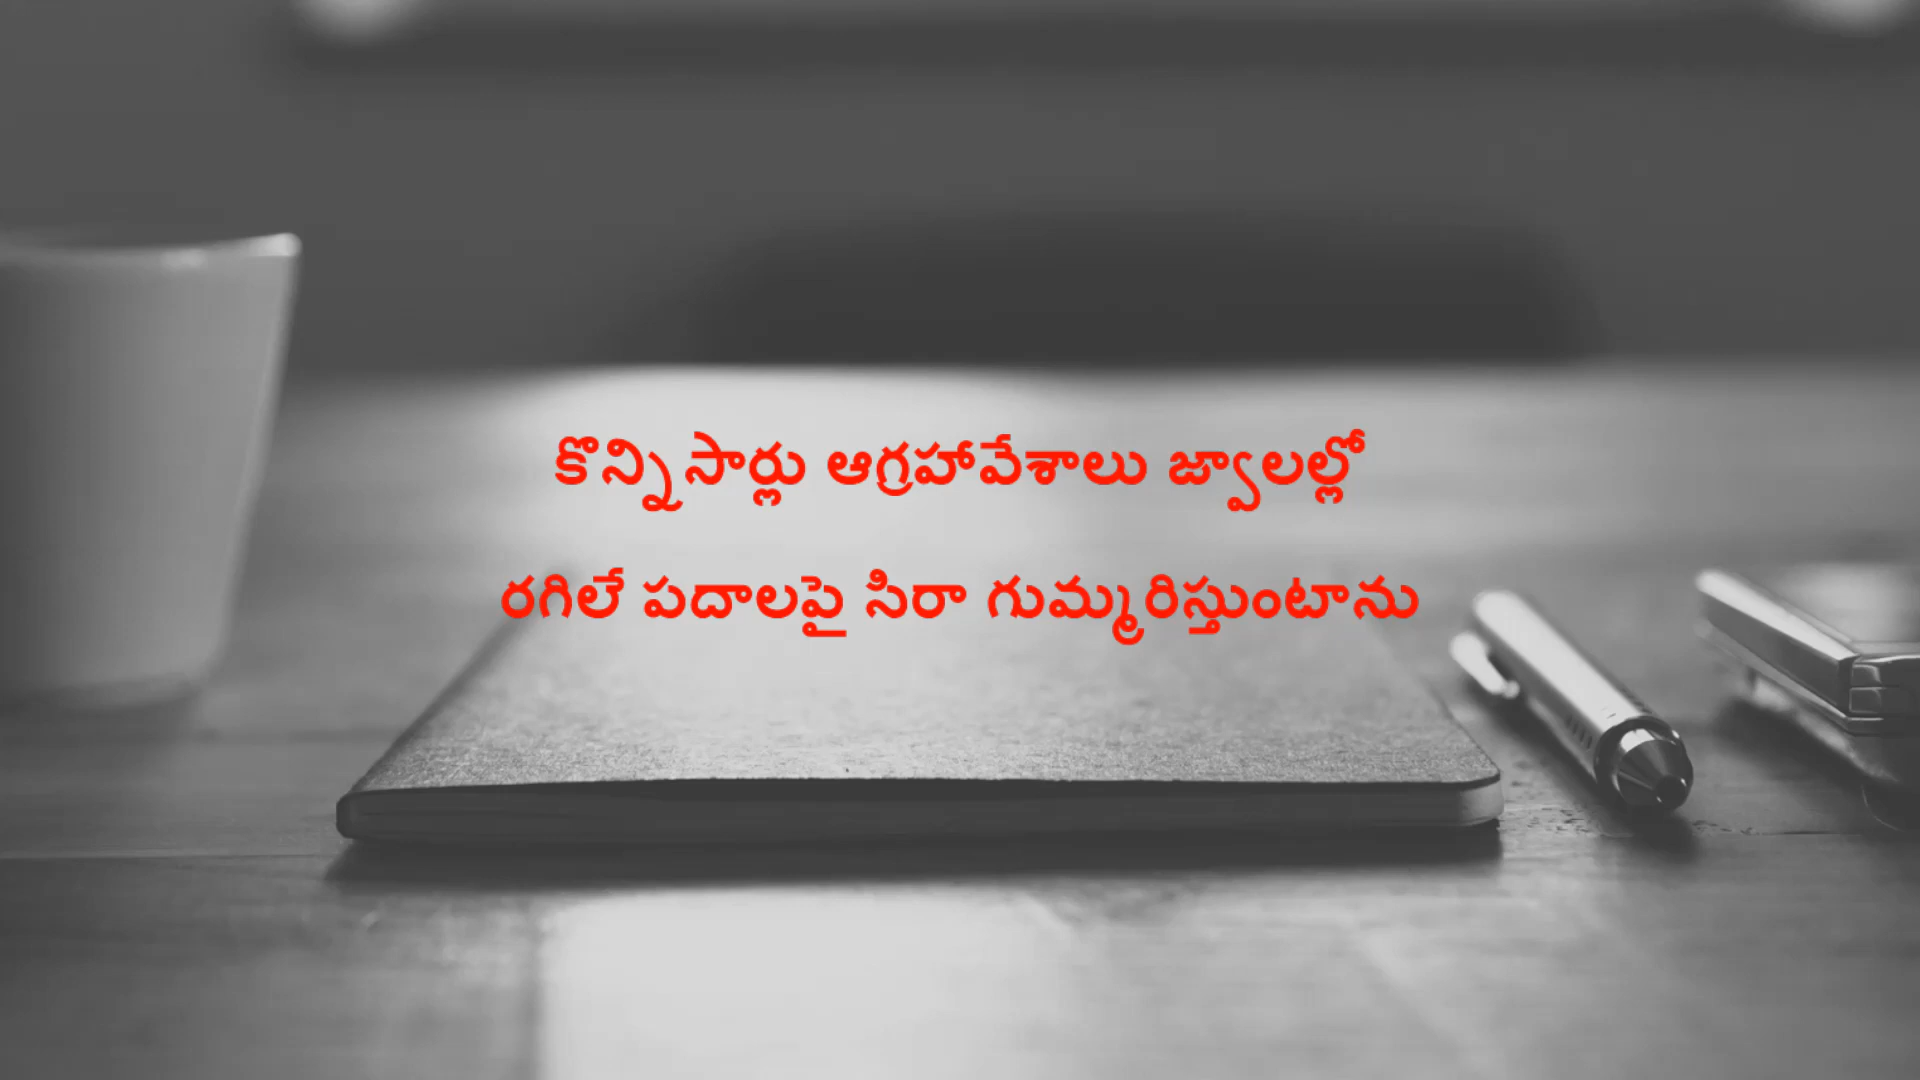 కొన్నిసార్లు ఆగ్రహావేశాలు జ్వాలల్లో
రగిలే పదాలపై సిరా గుమ్మరిస్తుంటాను